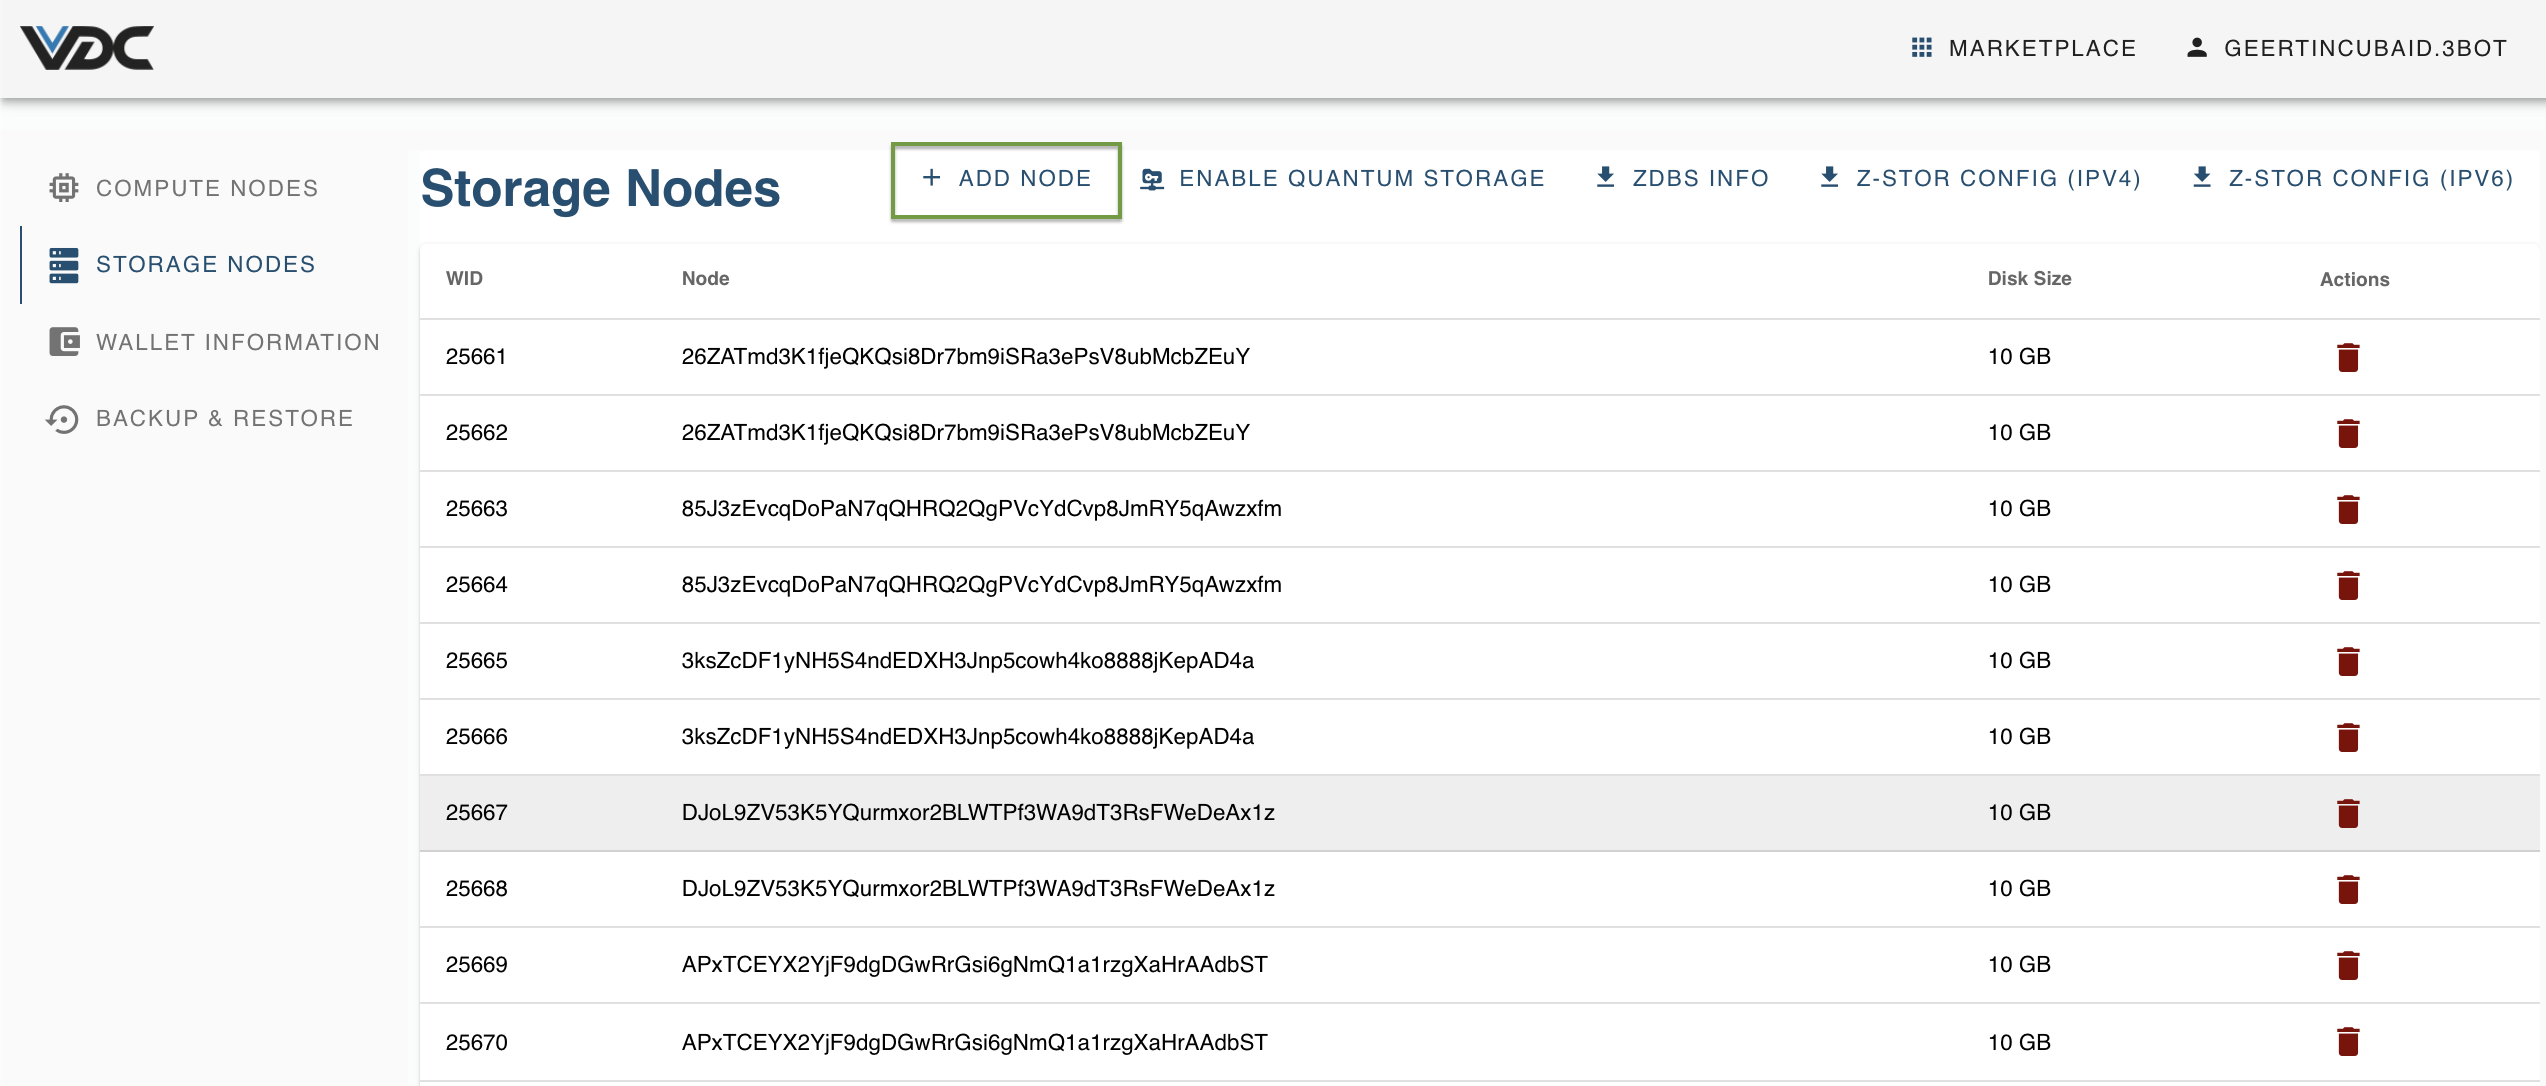 VDC
MARKETPLACE GEERTINCUBAID.3BOT
COMPUTE NODES
STORAGE NODES
WALLET INFORMATION
BACKUP & RESTORE
Storage Nodes + ADD NODE ENABLE QUANTUM STORAGE ZDBS INFO Z-STOR CONFIG (IPV4) Z-STOR CONFIG (IPV6)
WID Node Disk Size Actions
25661 26ZATmd3K1fjeQKQsi8Dr7bm9iSRa3ePsV8ubMcbZEuY 10 GB
25662 26ZATmd3K1fjeQKQsi8Dr7bm9iSRa3ePsV8ubMcbZEuY 10 GB
25663 85J3zEvcqDoPaN7qQHRQ2QgPVcYdCvp8JmRY5qAwzxfm 10 GB
25664 85J3zEvcqDoPaN7qQHRQ2QgPVcYdCvp8JmRY5qAwzxfm 10 GB
25665 3ksZcDF1yNH5S4ndEDXH3Jnp5cowh4ko8888jKepAD4a 10 GB
25666 3ksZcDF1yNH5S4ndEDXH3Jnp5cowh4ko8888jKepAD4a 10 GB
25667 DJoL9ZV53K5YQurmxor2BLWTPf3WA9dT3RsFWeDeAx1z 10 GB
25668 DJoL9ZV53K5YQurmxor2BLWTPf3WA9dT3RsFWeDeAx1z 10 GB
25669 APxTCEYX2YjF9dgDGwRrGsi6gNmQ1a1rzgXaHrAAdbST 10 GB
25670 APxTCEYX2YjF9dgDGwRrGsi6gNmQ1a1rzgXaHrAAdbST 10 GB